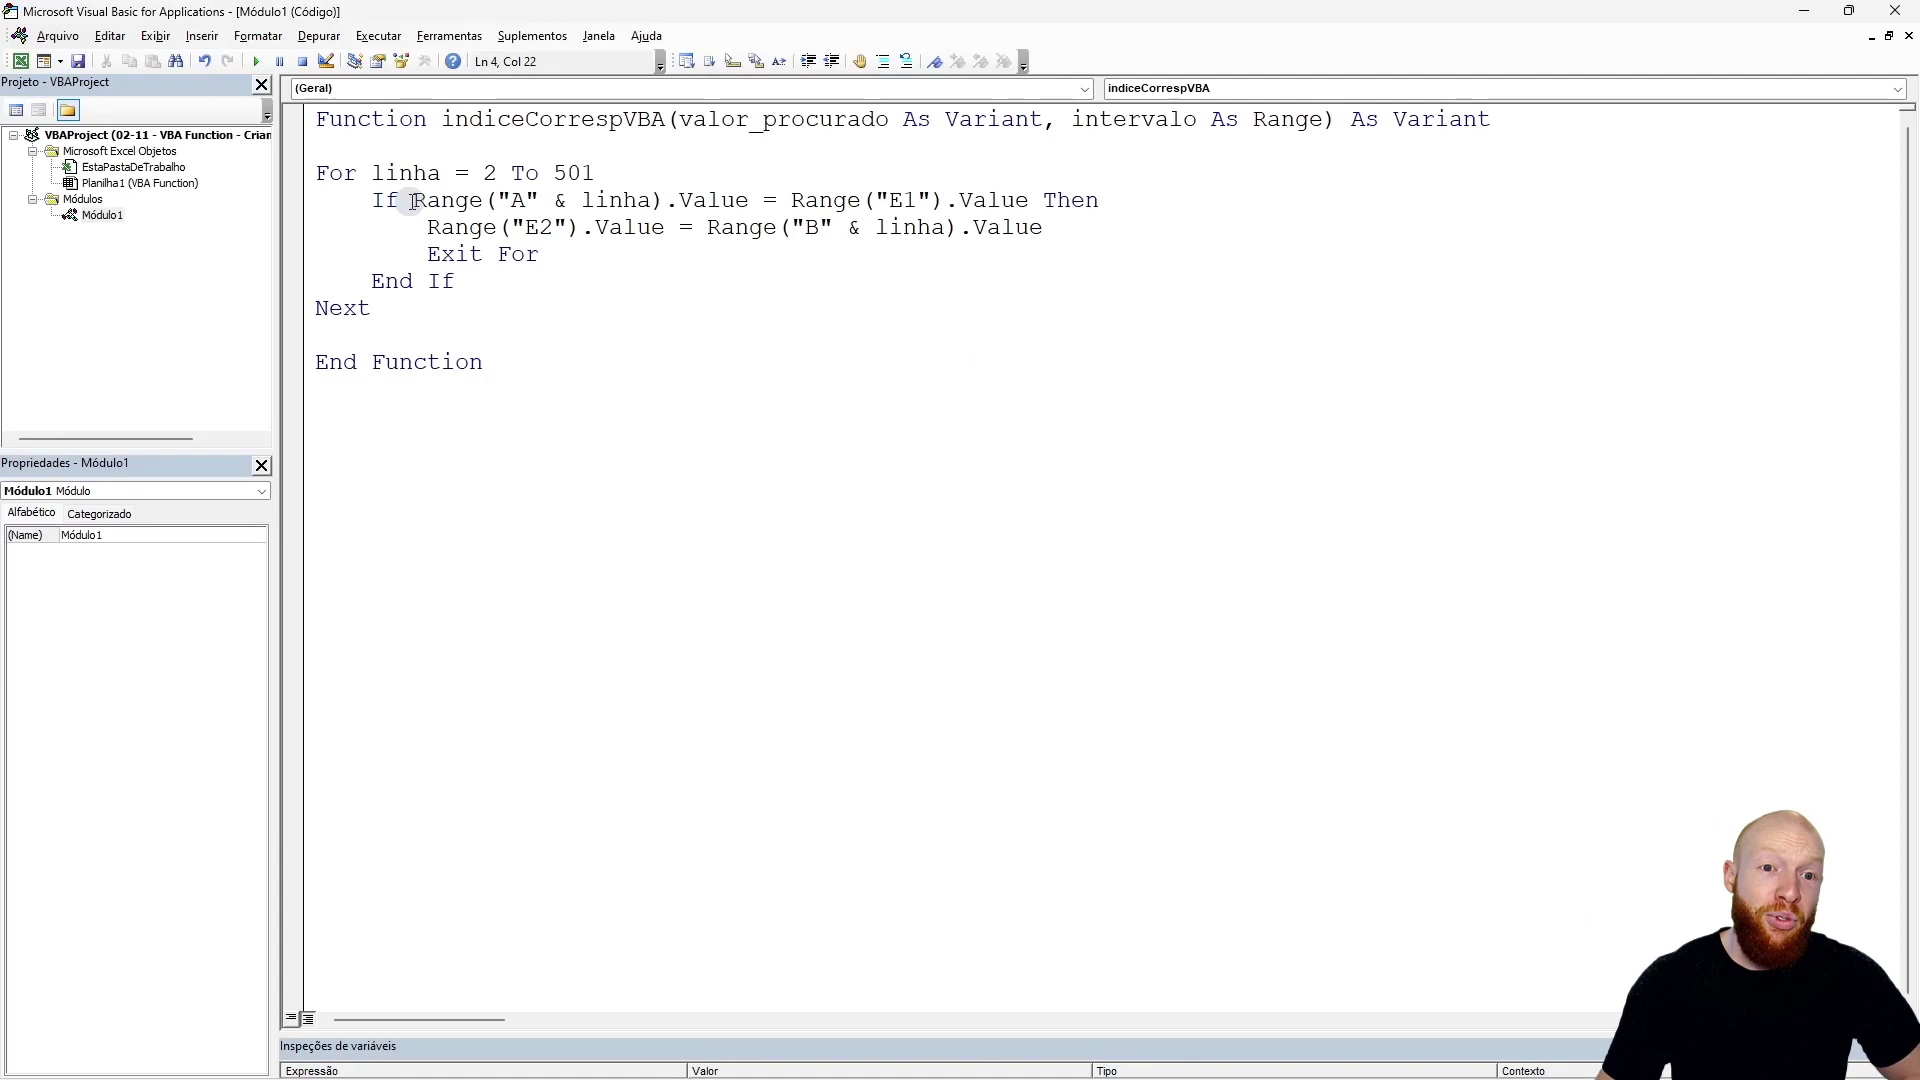 Microsoft Visual Basic for Applications - [Módulo1 (Código)]
Arquivo Editar Exibir Inserir Formatar Depurar Executar Ferramentas Suplementos Janela Ajuda
Ln 4, Col 22
Projeto - VBAProject
VBAProject (02-11 - VBA Function - Crian
Microsoft Excel Objetos
EstaPastaDeTrabalho
Planilha1 (VBA Function)
Módulos
Módulo1
Propriedades - Módulo1
Módulo1 Módulo
Alfabético Categorizado
(Name) Módulo1
(Geral) indiceCorrespVBA
Function indiceCorrespVBA(valor_procurado As Variant, intervalo As Range) As Variant
For linha = 2 To 501
If Range("A" & linha).Value = Range("E1").Value Then
Range("E2").Value = Range("B" & linha).Value
Exit For
End If
Next
End Function
Inspeções de variáveis
Expressão Valor Tipo Contexto